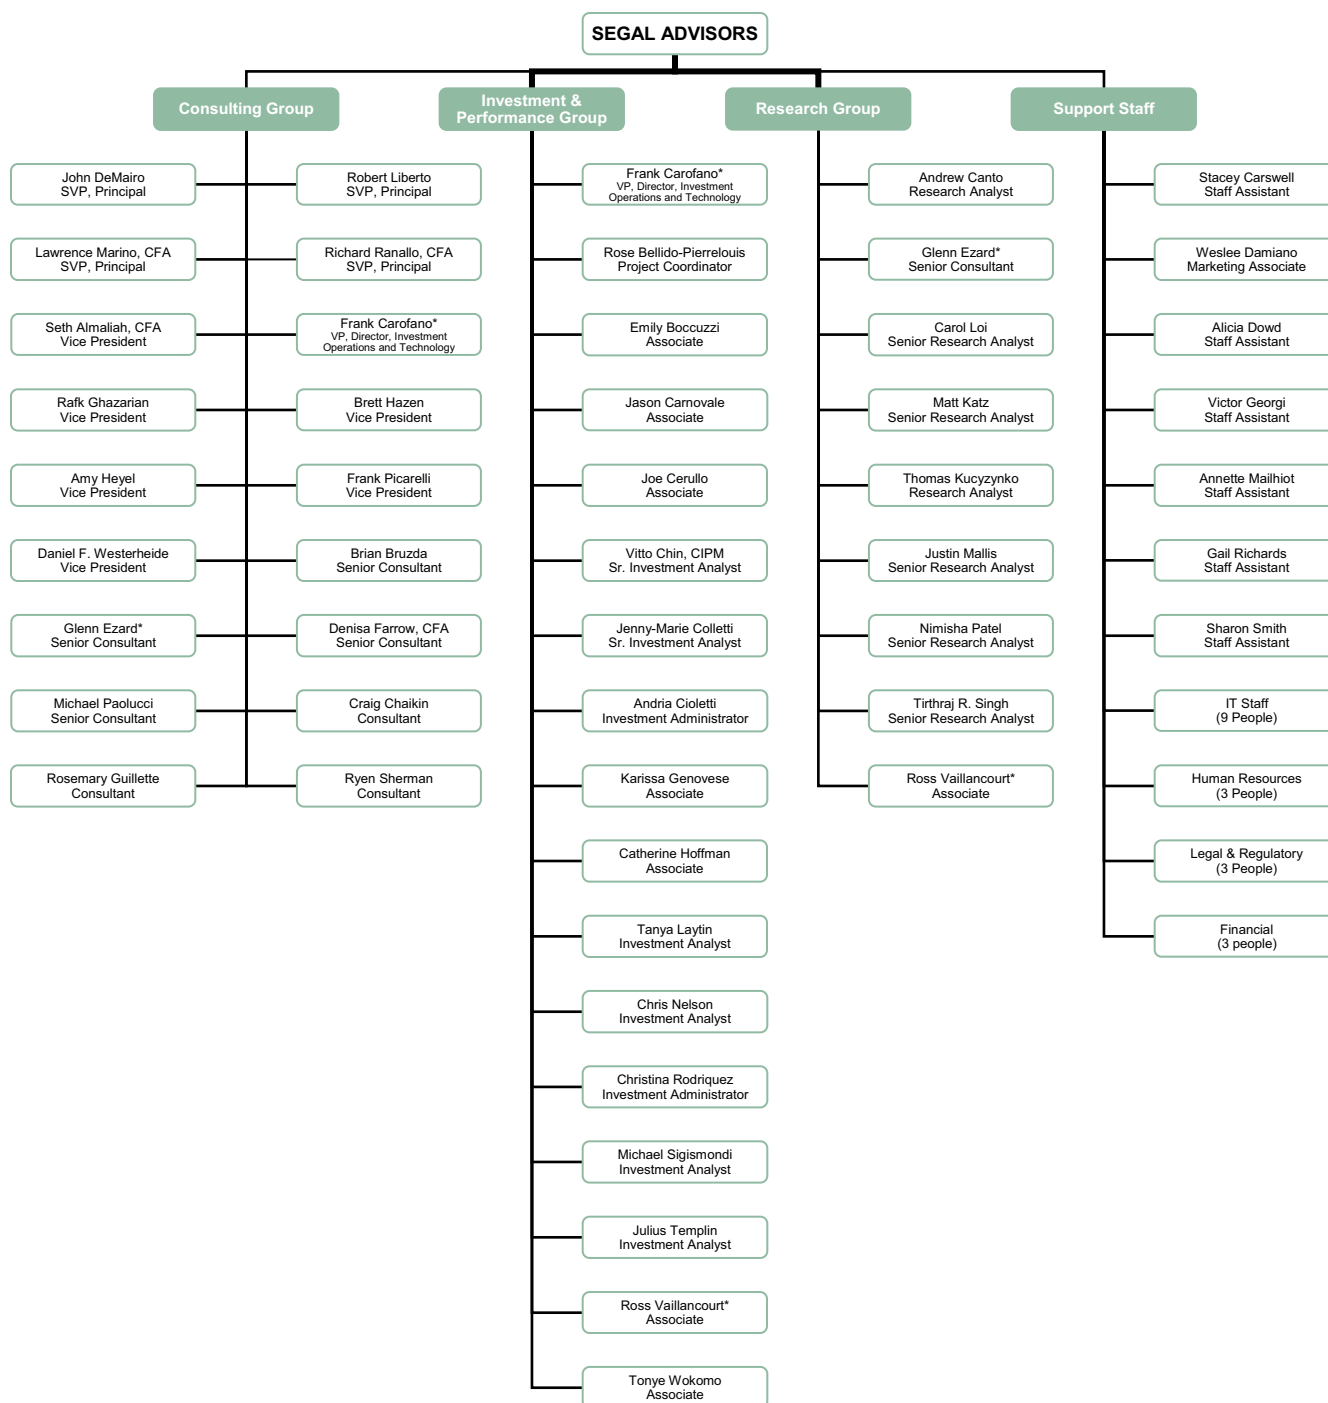 SEGAL ADVISORS
Consulting Group
John DeMairo
SVP, Principal
Robert Liberto
SVP, Principal
Lawrence Marino, CFA
SVP, Principal
Richard Ranallo, CFA
SVP, Principal
Seth Almaliah, CFA
Vice President
Frank Carofano*
VP, Director, Investment
Operations and Technology
Rafk Ghazarian
Vice President
Brett Hazen
Vice President
Amy Heyel
Vice President
Frank Picarelli
Vice President
Daniel F. Westerheide
Vice President
Brian Bruzda
Senior Consultant
Glenn Ezard*
Senior Consultant
Denisa Farrow, CFA
Senior Consultant
Michael Paolucci
Senior Consultant
Craig Chaikin
Consultant
Rosemary Guillette
Consultant
Ryen Sherman
Consultant
Investment &
Performance Group
Frank Carofano*
VP, Director, Investment
Operations and Technology
Rose Bellido-Pierrelouis
Project Coordinator
Emily Boccuzzi
Associate
Jason Carnovale
Associate
Joe Cerullo
Associate
Vitto Chin, CIPM
Sr. Investment Analyst
Jenny-Marie Colletti
Sr. Investment Analyst
Andria Cioletti
Investment Administrator
Karissa Genovese
Associate
Catherine Hoffman
Associate
Tanya Laytin
Investment Analyst
Chris Nelson
Investment Analyst
Christina Rodriquez
Investment Administrator
Michael Sigismondi
Investment Analyst
Julius Templin
Investment Analyst
Ross Vaillancourt*
Associate
Tonye Wokomo
Associate
Research Group
Andrew Canto
Research Analyst
Glenn Ezard*
Senior Consultant
Carol Loi
Senior Research Analyst
Matt Katz
Senior Research Analyst
Thomas Kucyzynko
Research Analyst
Justin Mallis
Senior Research Analyst
Nimisha Patel
Senior Research Analyst
Tirthraj R. Singh
Senior Research Analyst
Ross Vaillancourt*
Associate
Support Staff
Stacey Carswell
Staff Assistant
Weslee Damiano
Marketing Associate
Alicia Dowd
Staff Assistant
Victor Georgi
Staff Assistant
Annette Mailhiot
Staff Assistant
Gail Richards
Staff Assistant
Sharon Smith
Staff Assistant
IT Staff
(9 People)
Human Resources
(3 People)
Legal & Regulatory
(3 People)
Financial
(3 people)